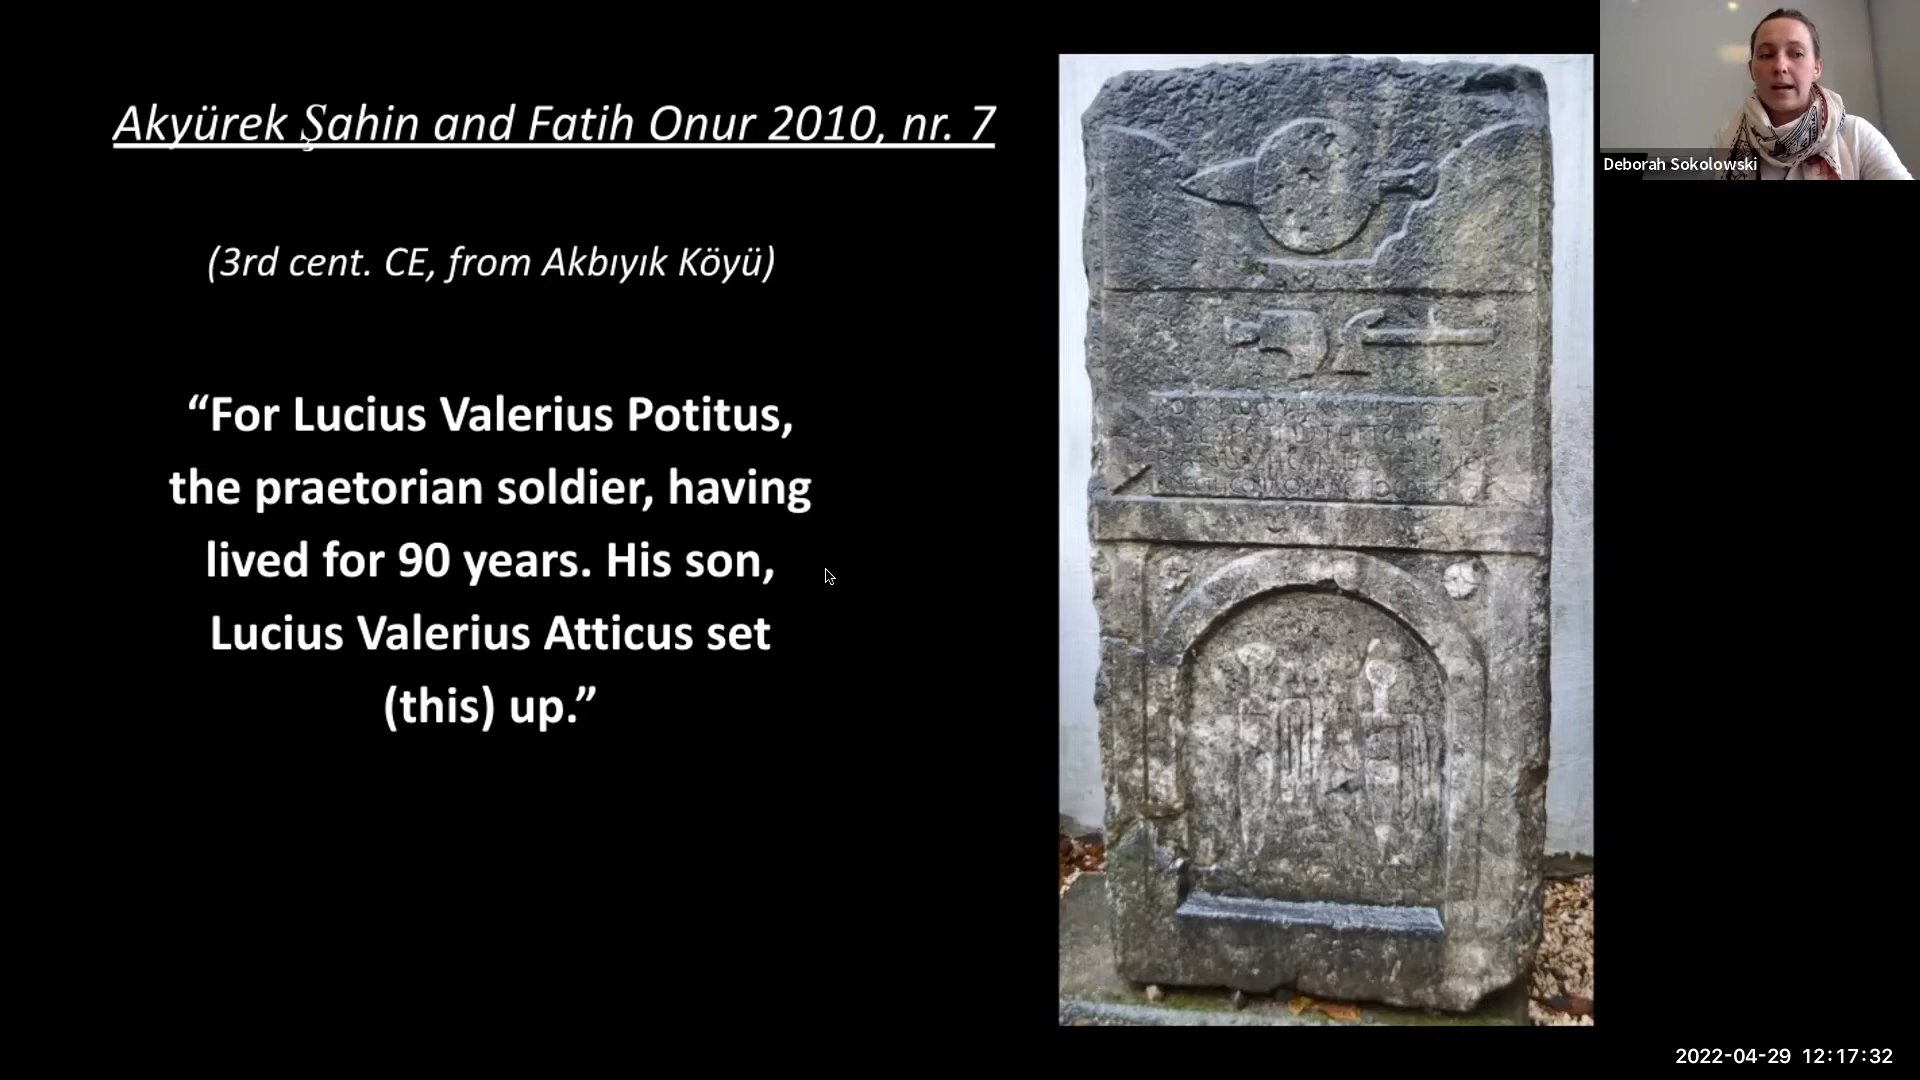 Akyürek Şahin and Fatih Onur 2010, nr. 7
(3rd cent. CE, from Akbıyık Köyü)
“For Lucius Valerius Potitus,
the praetorian soldier, having
lived for 90 years. His son,
Lucius Valerius Atticus set
(this) up.”
Deborah Sokolowski
2022-04-29 12:17:32